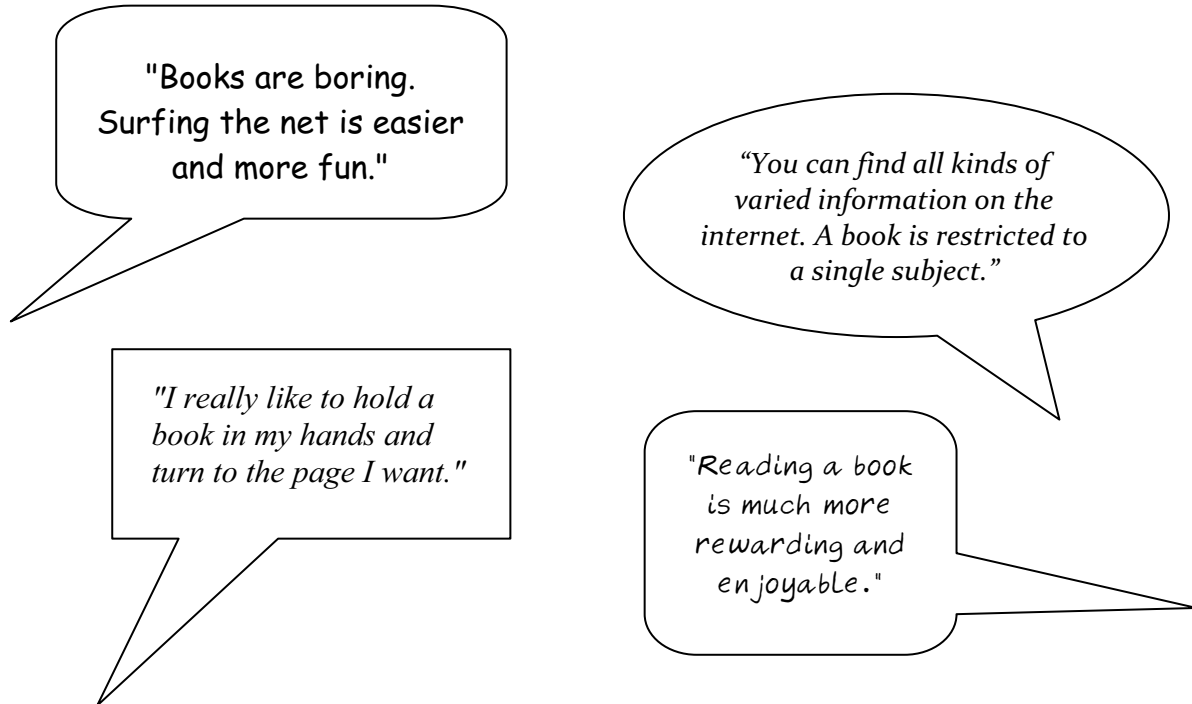 "Books are boring.
Surfing the net is easier
and more fun."
“You can find all kinds of
varied information on the
internet. A book is restricted to
a single subject.”
"I really like to hold a
book in my hands and
turn to the page I want."
"Reading a book
is much more
rewarding and
enjoyable."